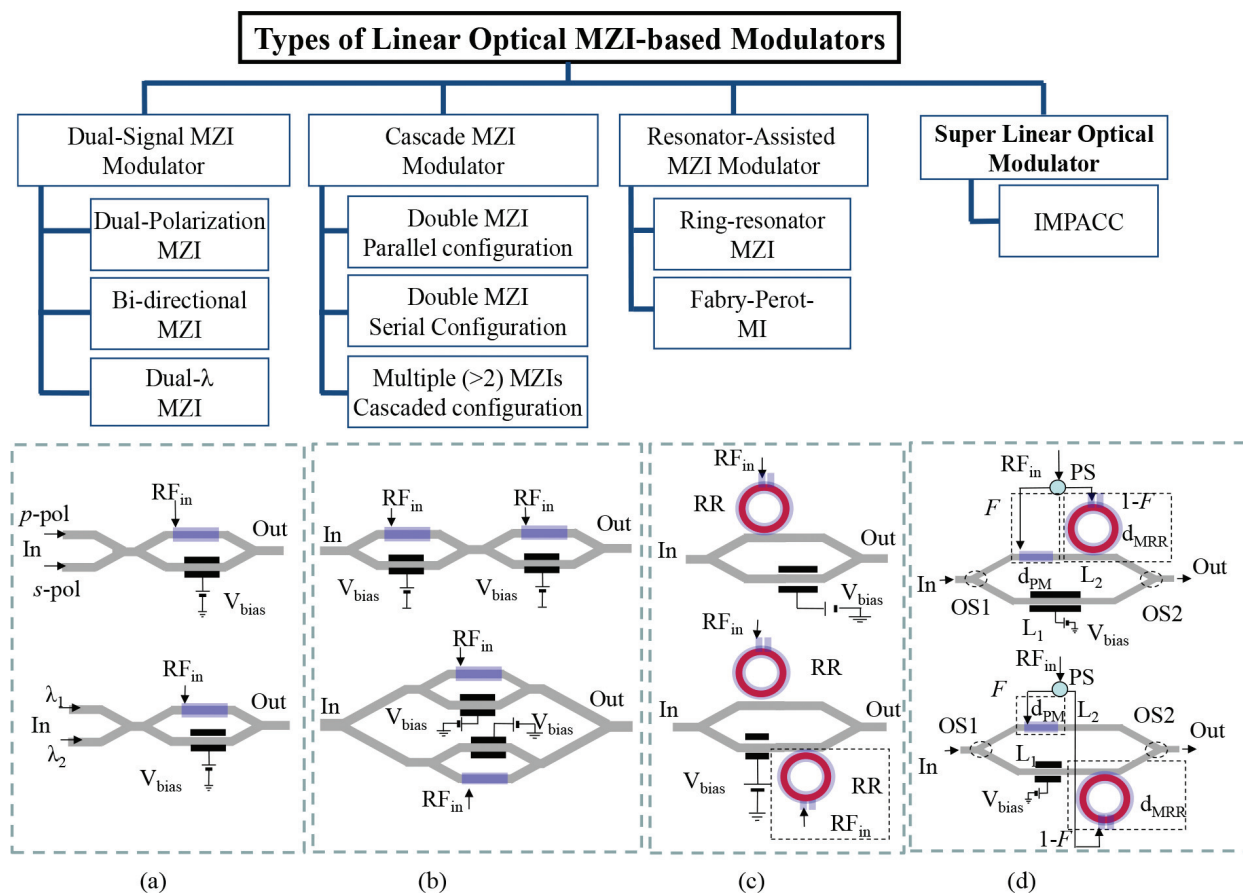 Types of Linear Optical MZI-based Modulators
Dual-Signal MZI
Modulator
Dual-Polarization
MZI
Bi-directional
MZI
Dual-λ
MZI
Cascade MZI
Modulator
Double MZI
Parallel configuration
Double MZI
Serial Configuration
Multiple (>2) MZIs
Cascaded configuration
Resonator-Assisted
MZI Modulator
Ring-resonator
MZI
Fabry-Perot-
MI
Super Linear Optical
Modulator
IMPACC
RFin
p-pol
In
s-pol
Out
Vbias
RFin
λ1
In
λ2
Out
Vbias
(a)
RFin
RFin
In
Out
Vbias
Vbias
RFin
In
Out
Vbias
Vbias
RFin
(b)
RFin
RR
In
Out
Vbias
RFin
RR
In
Out
Vbias
RR
RFin
(c)
RFin
PS
F
1-F
dMRR
dPM
L2
In
Out
OS1
OS2
L1
Vbias
RFin
PS
F
dPM
L2
OS1
OS2
Out
In
L1
Vbias
dMRR
1-F
(d)